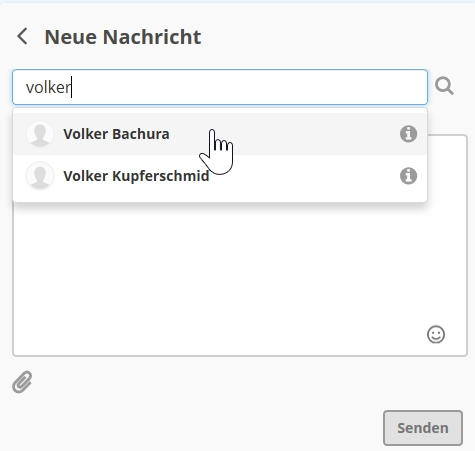 Neue Nachricht
volker
Volker Bachura
Volker Kupferschmid
Senden